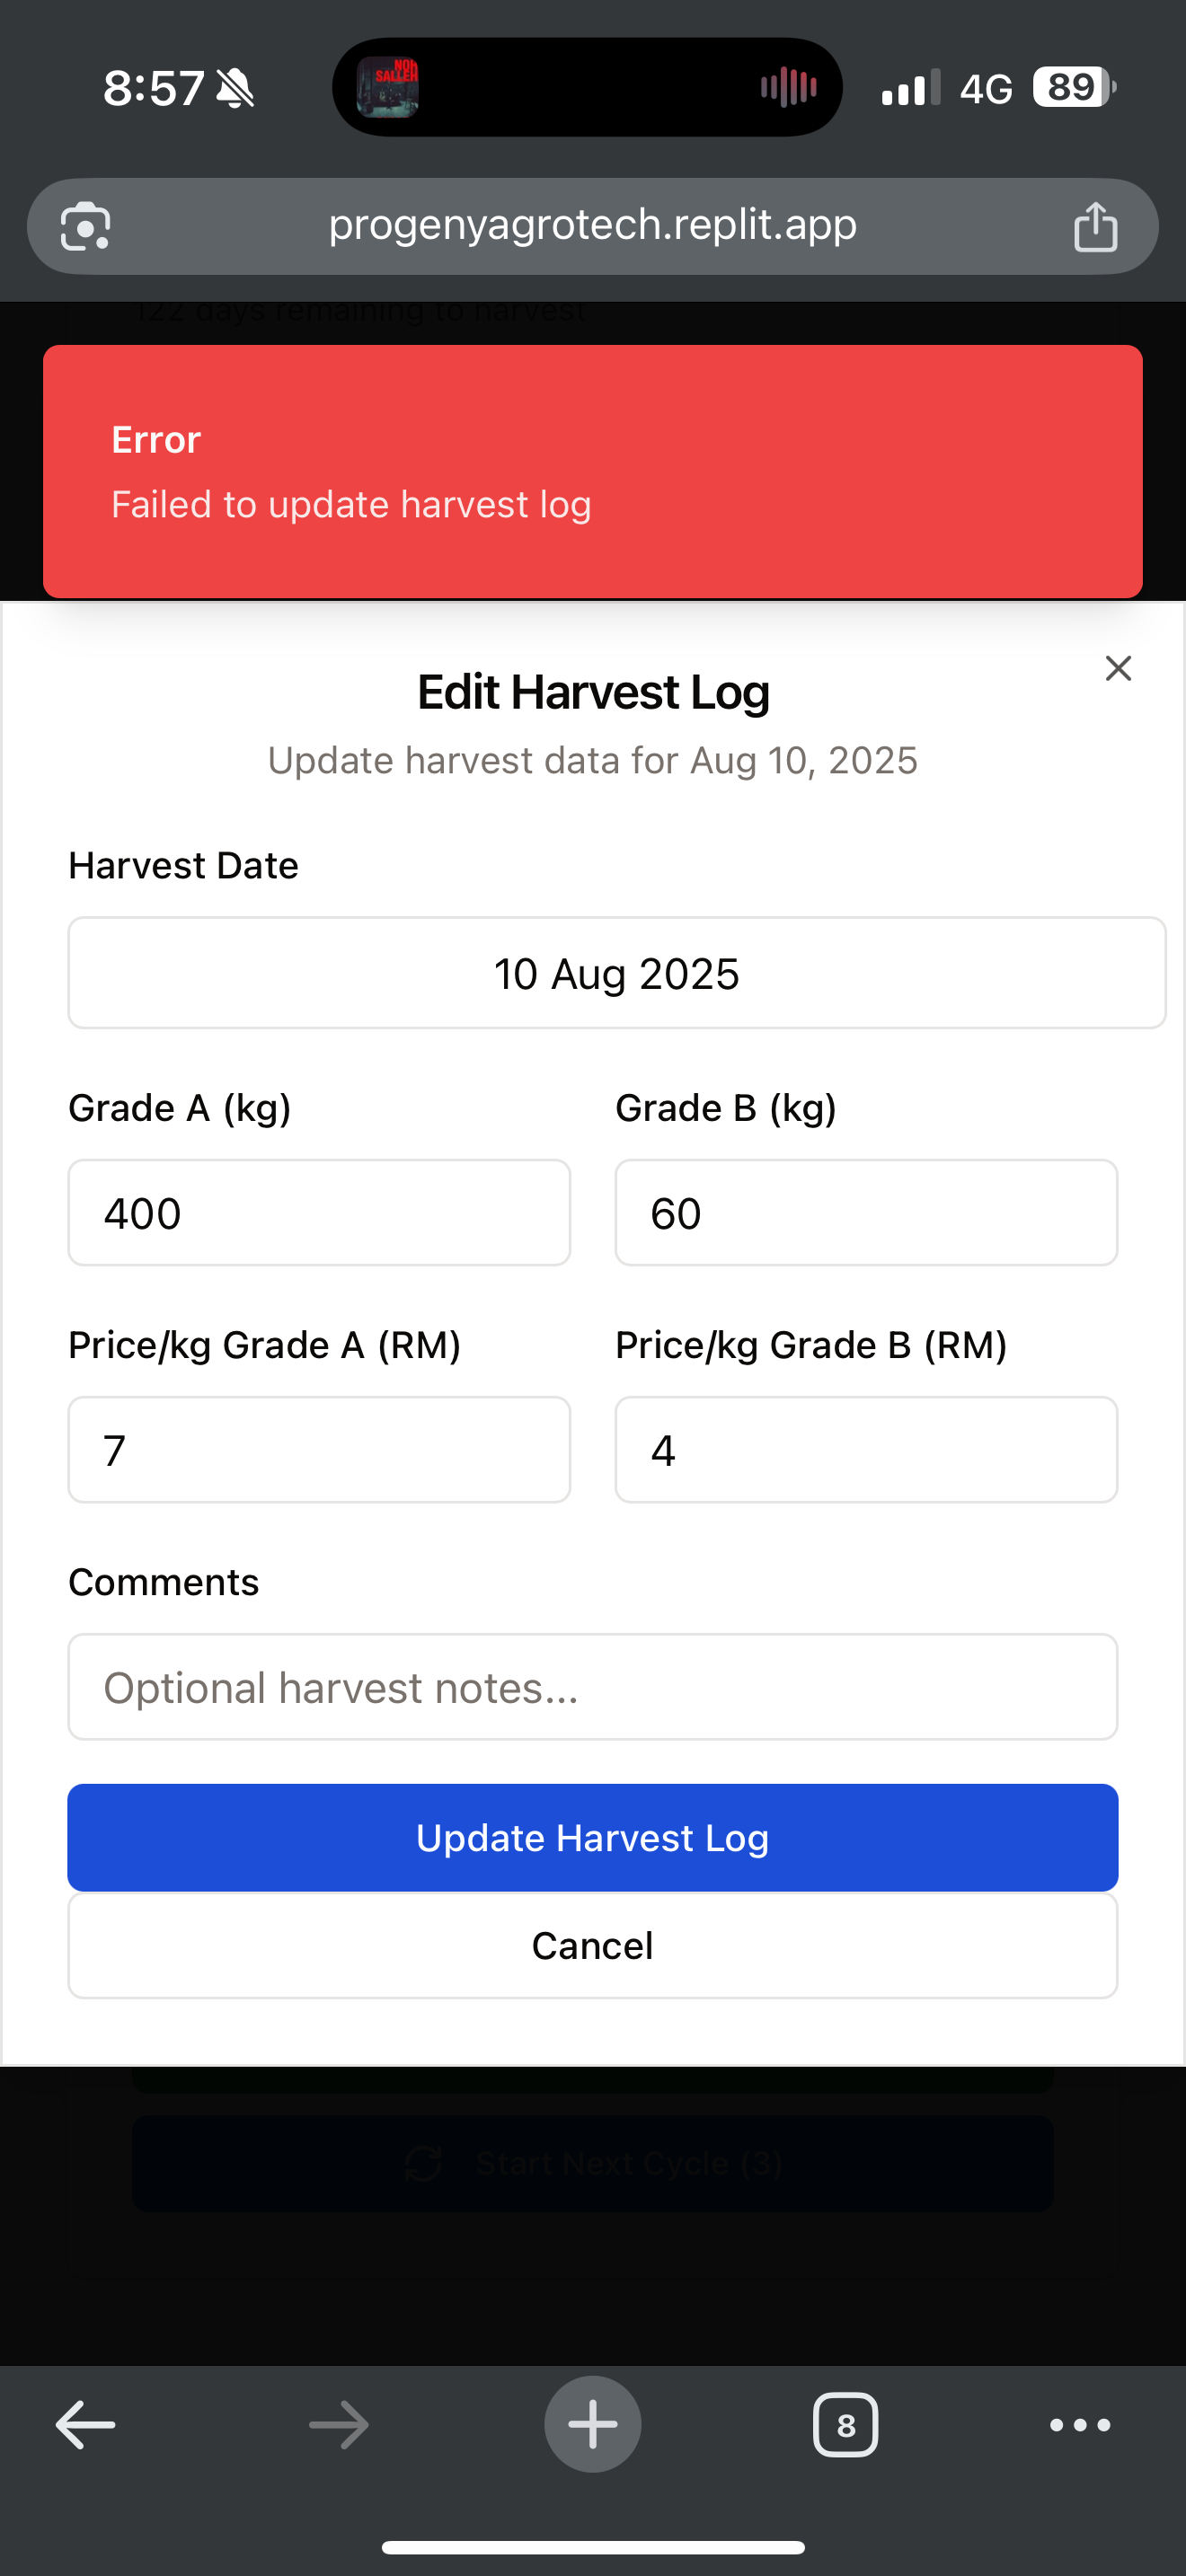 8:57
NOH
SALLEH
4G
89
progenyagrotech.replit.app
122 days remaining to harvest
Error
Failed to update harvest log
Edit Harvest Log
Update harvest data for Aug 10, 2025
Harvest Date
10 Aug 2025
Grade A (kg)
Grade B (kg)
400
60
Price/kg Grade A (RM)
Price/kg Grade B (RM)
7
4
Comments
Optional harvest notes...
Update Harvest Log
Cancel
Start Next Cycle (3)
8